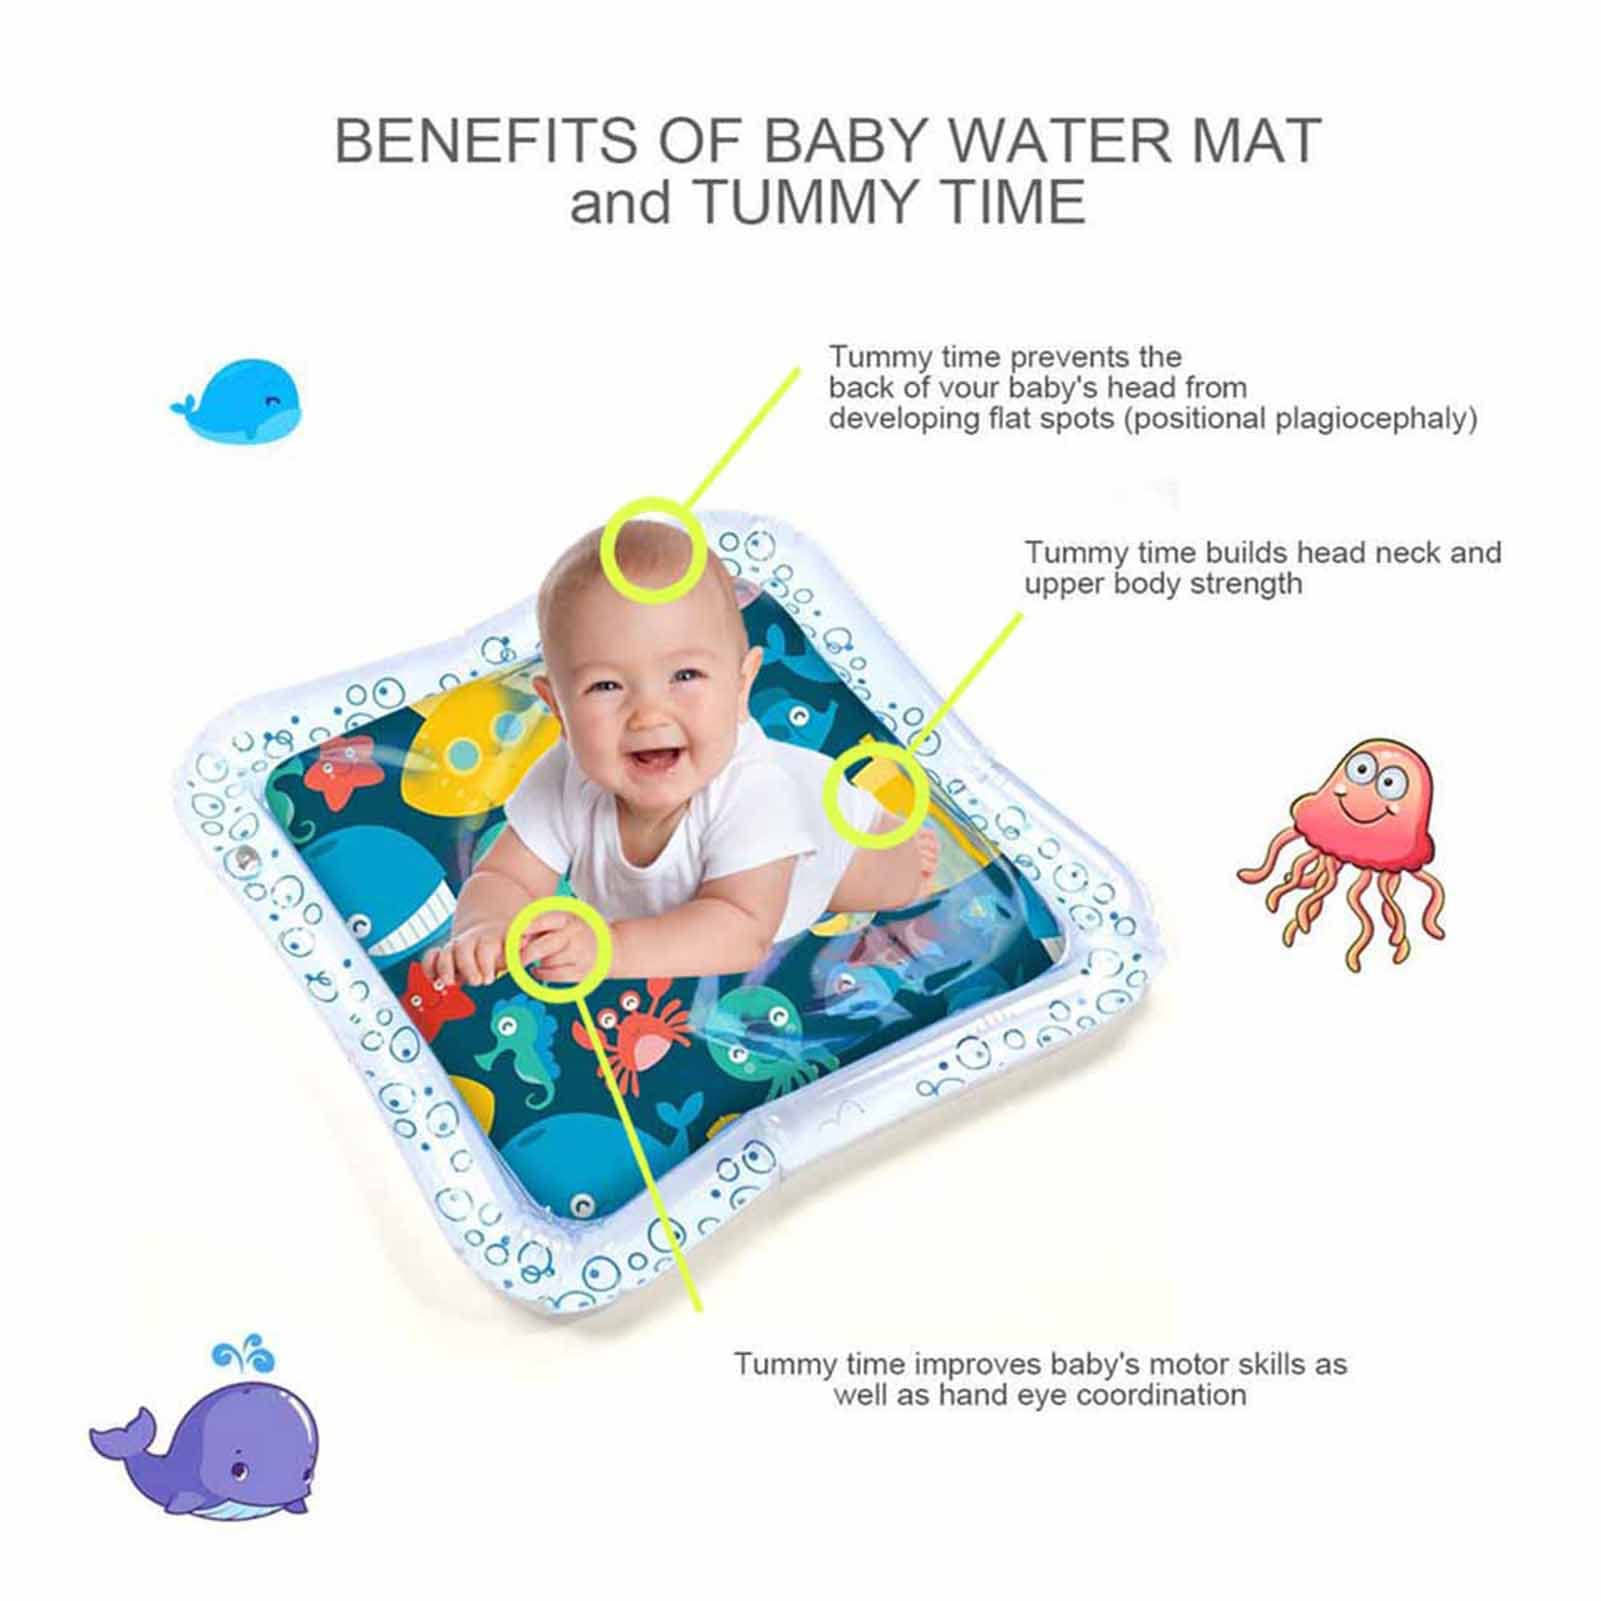 BENEFITS OF BABY WATER MAT
and TUMMY TIME
Tummy time prevents the
back of vour baby's head from
developing flat spots (positional plagiocephaly)
Tummy time builds head neck and
upper body strength
Tummy time improves baby's motor skills as
well as hand eye coordination